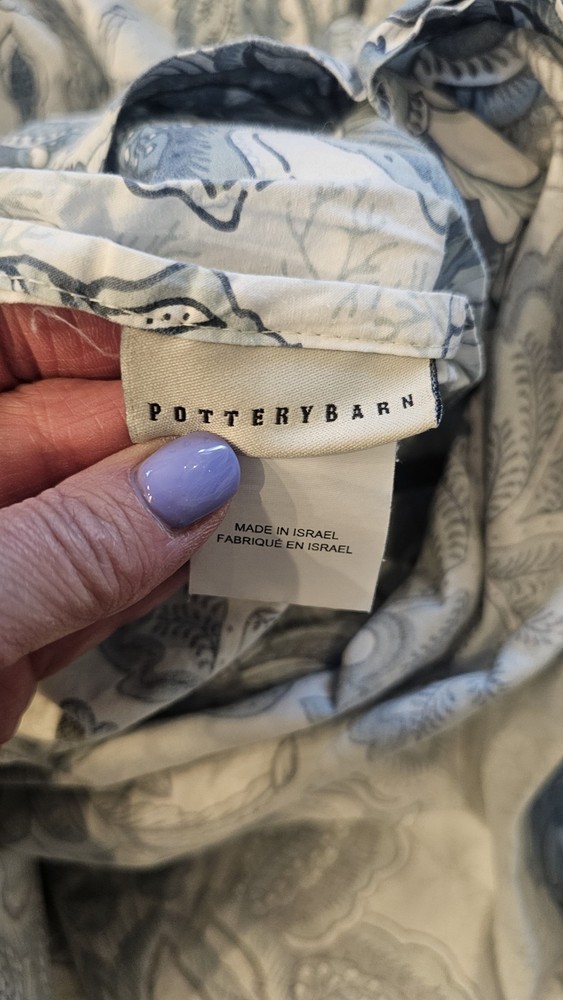 POTTERYBARN
MADE IN ISRAEL
FABRIQUÉ EN ISRAEL